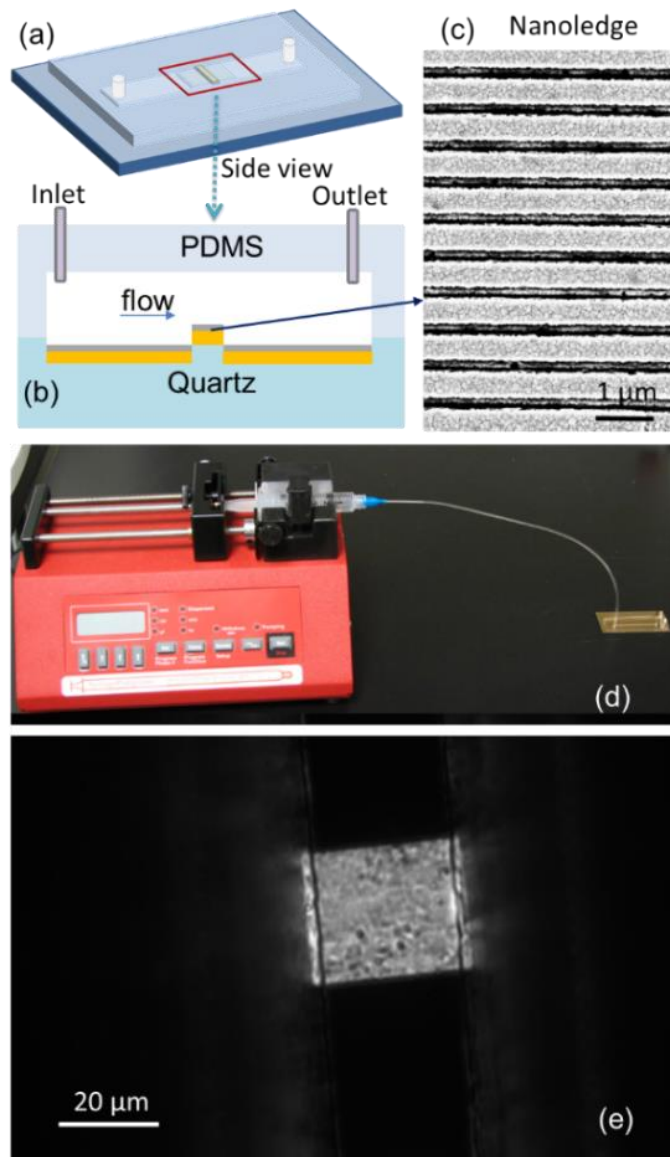 (a)
(c) Nanoledge
Side view
Inlet
Outlet
PDMS
flow
(b)
Quartz
1 μm
(d)
20 μm
(e)